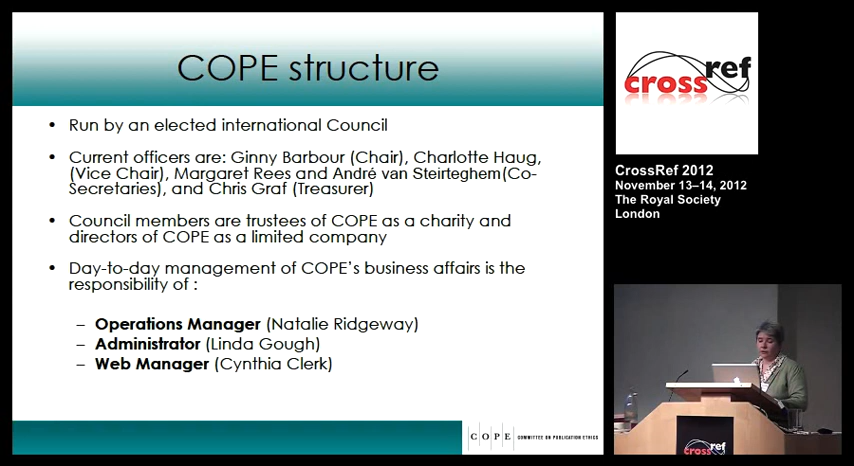 COPE structure
• Run by an elected international Council
• Current officers are: Ginny Barbour (Chair), Charlotte Haug,
(Vice Chair), Margaret Rees and André van Steirteghem(Co-
Secretaries), and Chris Graf (Treasurer)
• Council members are trustees of COPE as a charity and
directors of COPE as a limited company
• Day-to-day management of COPE's business affairs is the
responsibility of :
– Operations Manager (Natalie Ridgeway)
– Administrator (Linda Gough)
– Web Manager (Cynthia Clerk)
C O P E COMMITTEE ON PUBLICATION ETHICS
crossref
CrossRef 2012
November 13–14, 2012
The Royal Society
London
crossref